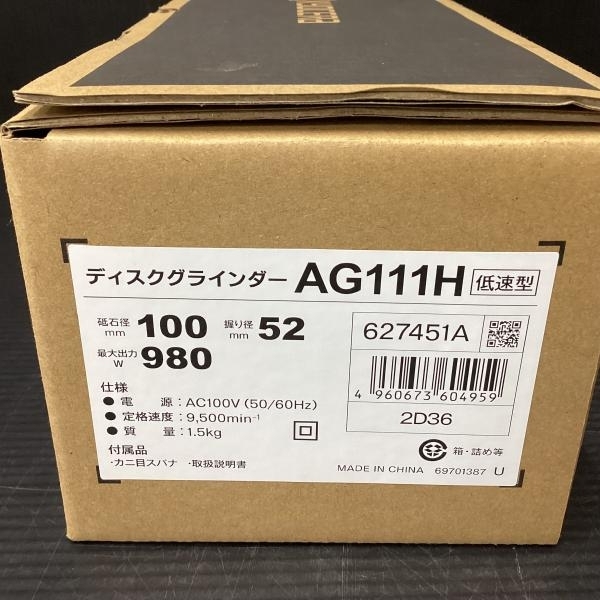 ディスクグラインダー AG111H 低速型
砥石径 mm 100 握り径 mm 52
最大出力 W 980
仕様
●電 源:AC100V(50/60Hz)
●定格速度:9,500min⁻¹
●質 量:1.5kg
付属品
・カニ目スパナ ・取扱説明書
627451A
4 960673 604959
2D36
箱・詰め等
MADE IN CHINA 69701387 U